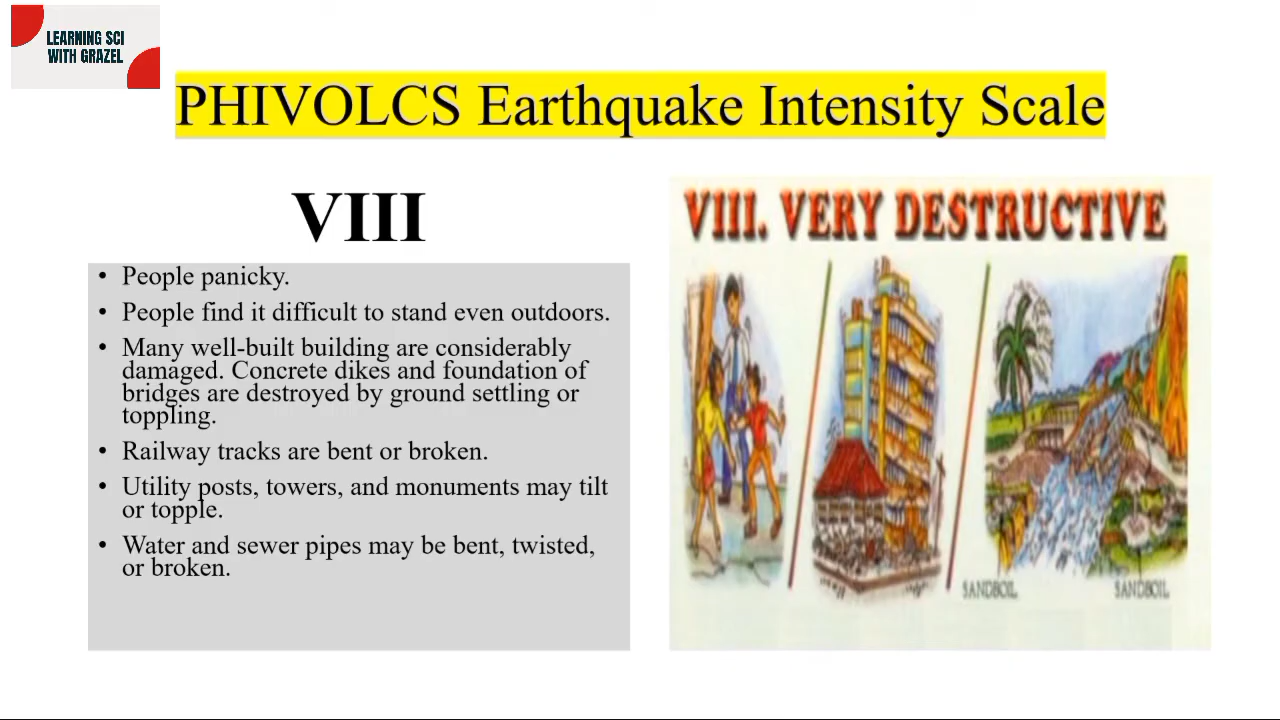 LEARNING SCI
WITH GRAZEL
PHIVOLCS Earthquake Intensity Scale
VIII
• People panicky.
• People find it difficult to stand even outdoors.
• Many well-built building are considerably
damaged. Concrete dikes and foundation of
bridges are destroyed by ground settling or
toppling.
• Railway tracks are bent or broken.
• Utility posts, towers, and monuments may tilt
or topple.
• Water and sewer pipes may be bent, twisted,
or broken.
VIII. VERY DESTRUCTIVE
SANDBOIL
SANDBOIL